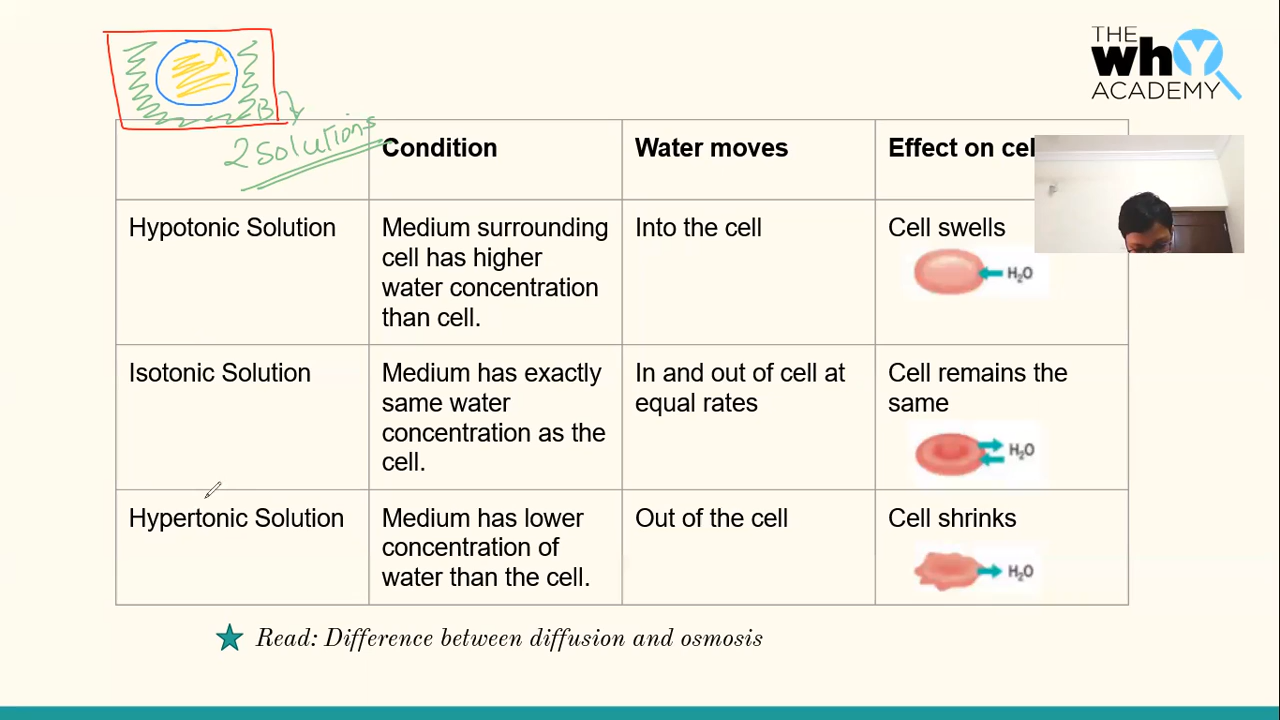 THE
whY
ACADEMY
A
B
2 Solutions
Condition
Water moves
Effect on cel
Hypotonic Solution
Medium surrounding
cell has higher
water concentration
than cell.
Into the cell
Cell swells
H₂O
Isotonic Solution
Medium has exactly
same water
concentration as the
cell.
In and out of cell at
equal rates
Cell remains the
same
H₂O
Hypertonic Solution
Medium has lower
concentration of
water than the cell.
Out of the cell
Cell shrinks
H₂O
Read: Difference between diffusion and osmosis